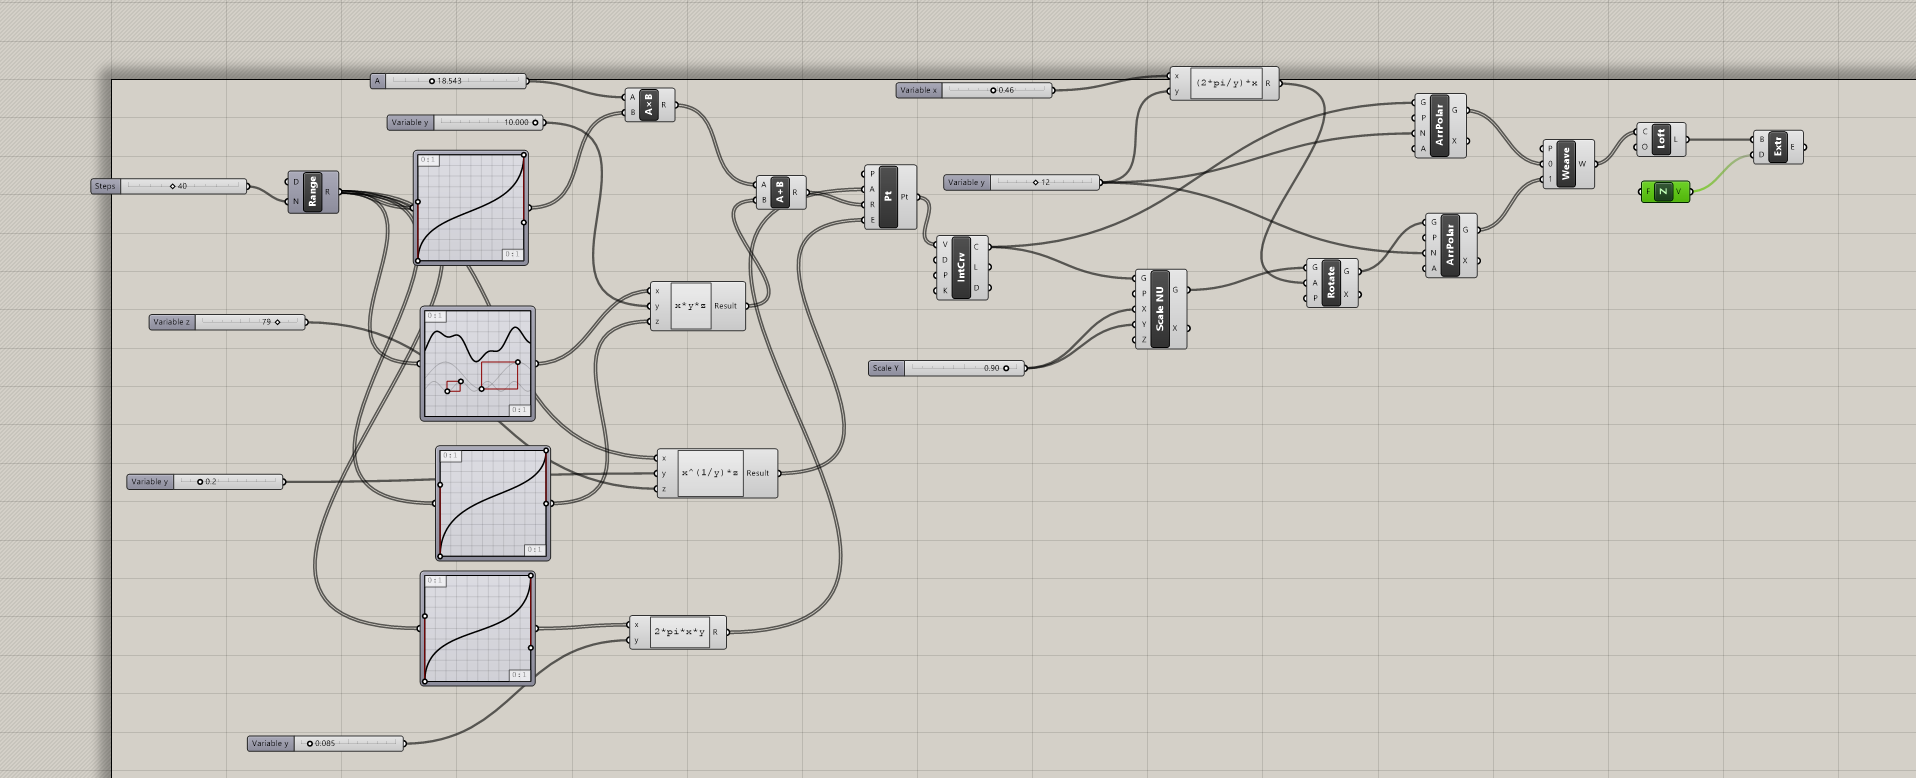 A 18.543
Variable y 10.000
Steps 40
D
N
Range
R
0:1
0:1
A
B
A×B
R
Variable z 79
0:1
0:1
x
y
z
x*y*z
Result
A
B
A+B
R
Variable y 0.2
0:1
0:1
x
y
z
x^(1/y)*z
Result
0:1
0:1
x
y
2*pi*x*y
R
Variable y 0.085
P
A
R
E
Pt
Pt
V
D
P
K
IntCrv
C
L
D
Variable x 0.46
x
y
(2*pi/y)*x
R
Variable y 12
Scale Y 0.90
G
P
X
Y
Z
Scale NU
G
X
G
A
P
Rotate
G
X
G
P
N
A
ArrPolar
G
X
G
P
N
A
ArrPolar
G
X
P
0
1
Weave
W
C
O
Loft
L
F
Z
V
B
D
Extr
E